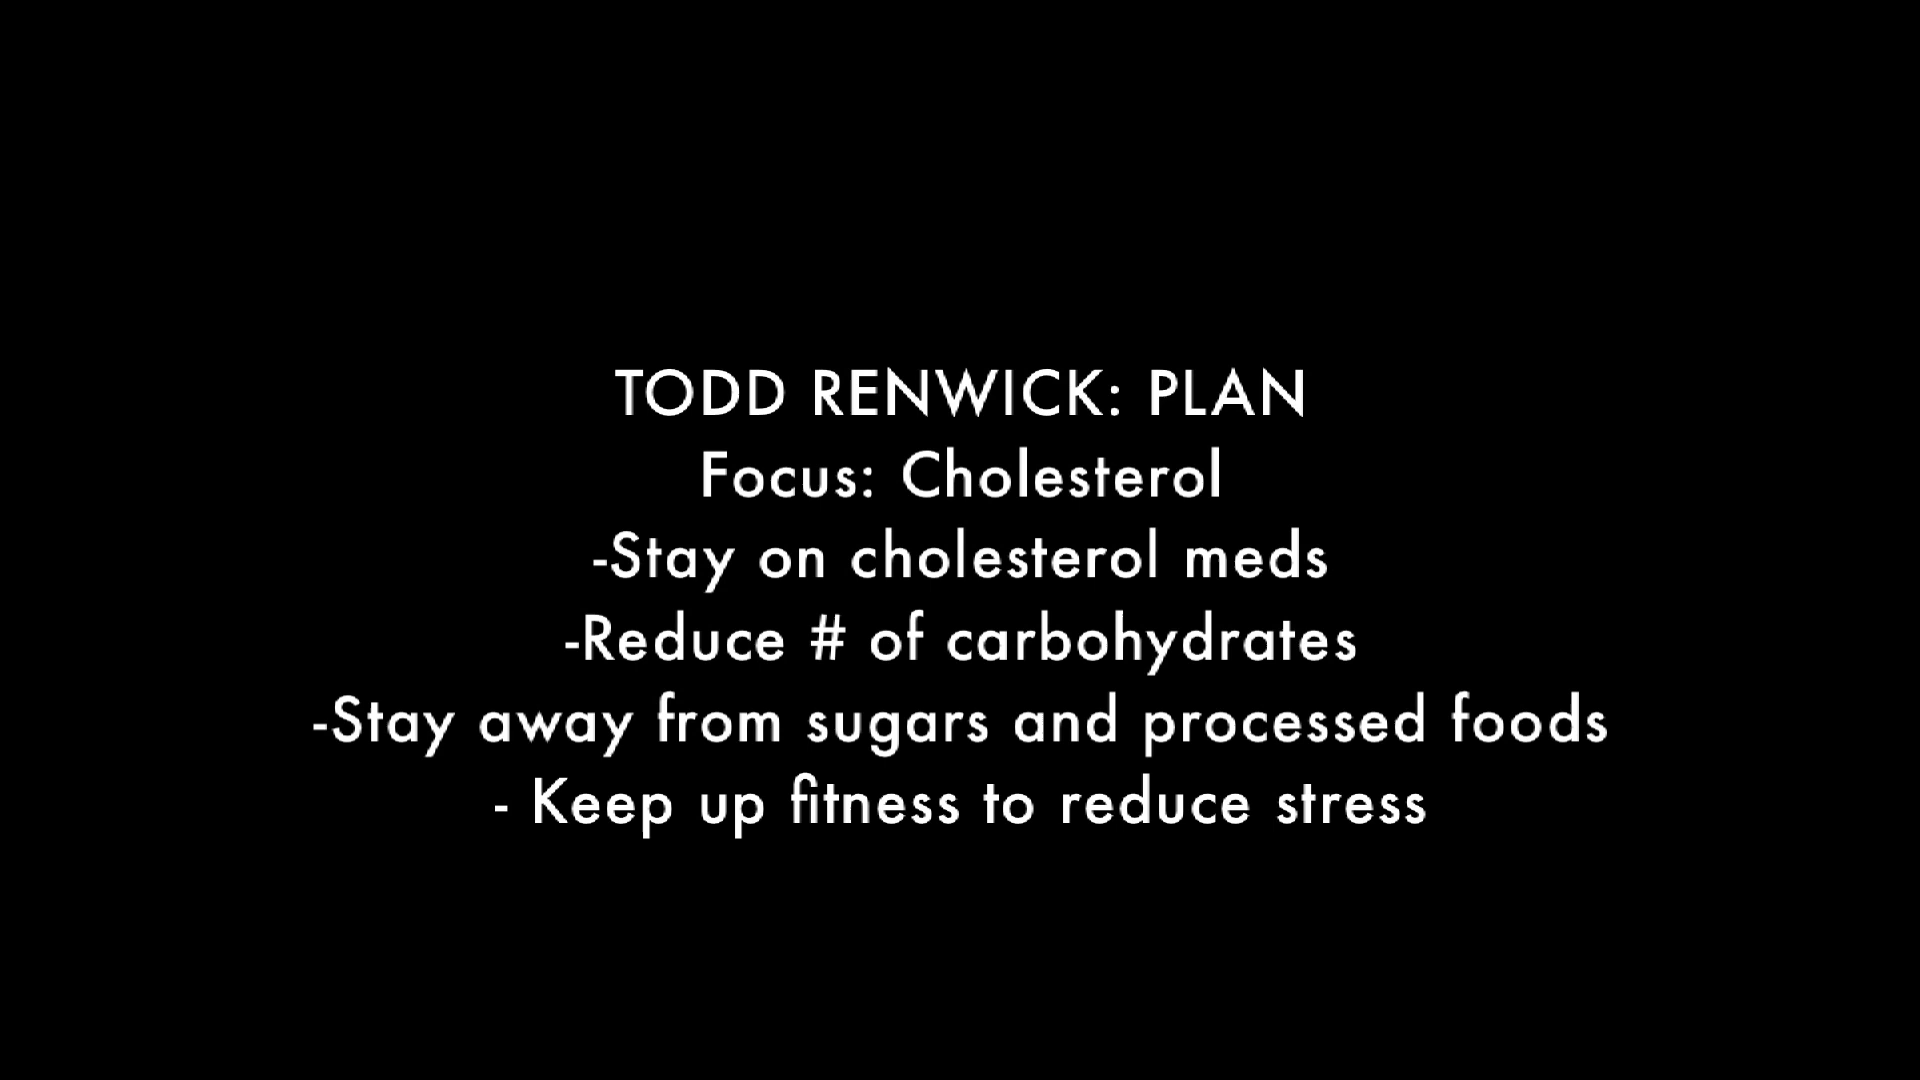 TODD RENWICK: PLAN
Focus: Cholesterol
-Stay on cholesterol meds
-Reduce # of carbohydrates
-Stay away from sugars and processed foods
- Keep up fitness to reduce stress